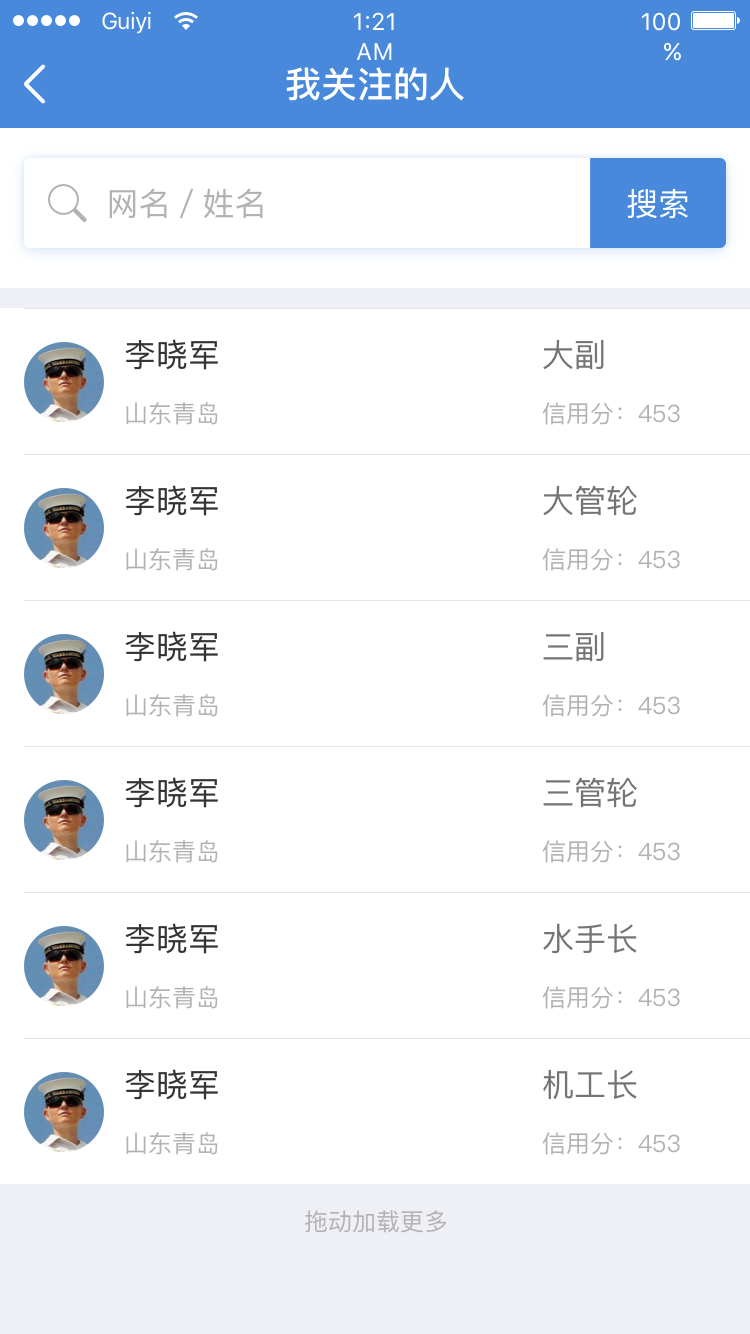 Guiyi 1:21 AM 100 %
我关注的人
网名 / 姓名 搜索
李晓军 大副
山东青岛 信用分：453
李晓军 大管轮
山东青岛 信用分：453
李晓军 三副
山东青岛 信用分：453
李晓军 三管轮
山东青岛 信用分：453
李晓军 水手长
山东青岛 信用分：453
李晓军 机工长
山东青岛 信用分：453
拖动加载更多